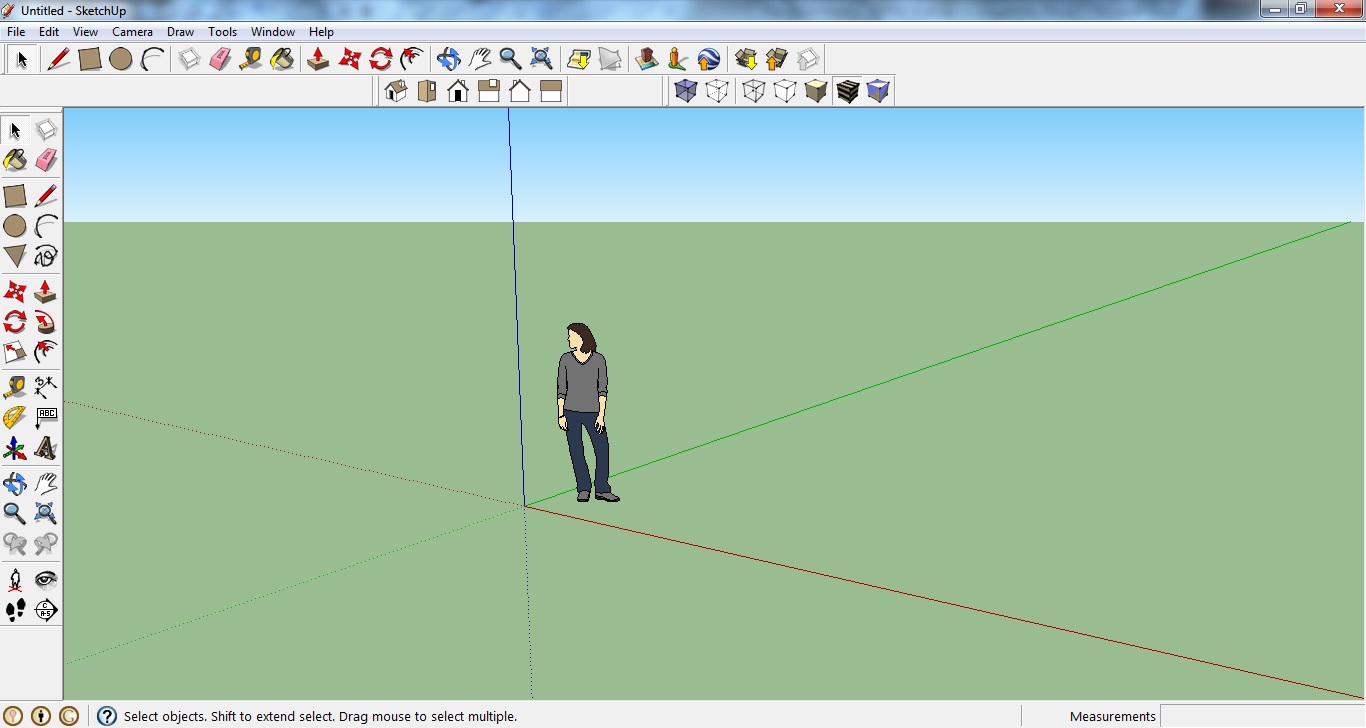 Untitled - SketchUp
File Edit View Camera Draw Tools Window Help
ABC
A
C
A-5
Select objects. Shift to extend select. Drag mouse to select multiple.
Measurements